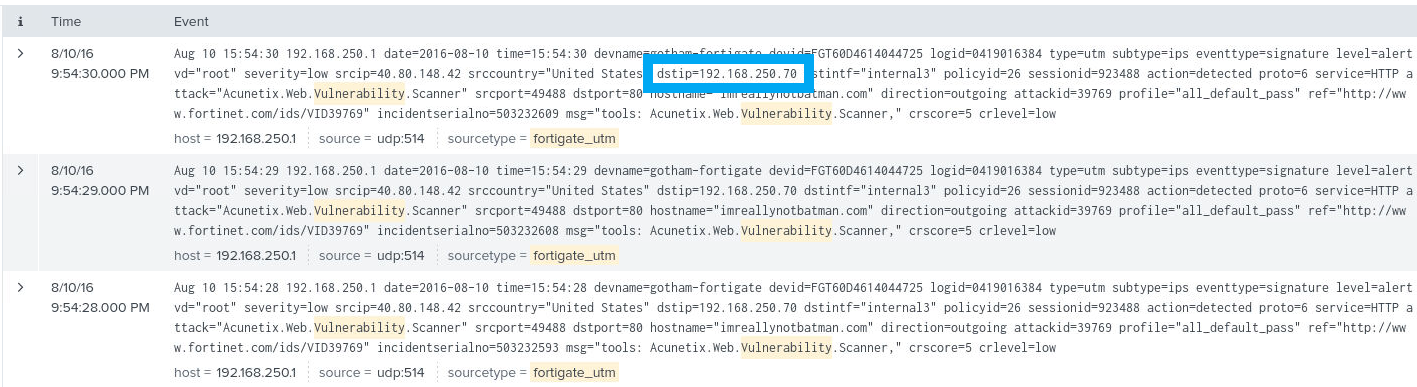 i Time Event
> 8/10/16 Aug 10 15:54:30 192.168.250.1 date=2016-08-10 time=15:54:30 devname=gotham-fortigate devid=FGT60D4614044725 logid=0419016384 type=utm subtype=ips eventtype=signature level=alert
9:54:30.000 PM vd="root" severity=low srcip=40.80.148.42 srccountry="United States dstip=192.168.250.70 dstintf="internal3" policyid=26 sessionid=923488 action=detected proto=6 service=HTTP a
ttack="Acunetix.Web.Vulnerability.Scanner" srcport=49488 dstport=80 hostname="imreallynotbatman.com" direction=outgoing attackid=39769 profile="all_default_pass" ref="http://ww
w.fortinet.com/ids/VID39769" incidentserialno=503232609 msg="tools: Acunetix.Web.Vulnerability.Scanner," crscore=5 crlevel=low
host = 192.168.250.1 source = udp:514 sourcetype = fortigate_utm
> 8/10/16 Aug 10 15:54:29 192.168.250.1 date=2016-08-10 time=15:54:29 devname=gotham-fortigate devid=FGT60D4614044725 logid=0419016384 type=utm subtype=ips eventtype=signature level=alert
9:54:29.000 PM vd="root" severity=low srcip=40.80.148.42 srccountry="United States" dstip=192.168.250.70 dstintf="internal3" policyid=26 sessionid=923488 action=detected proto=6 service=HTTP a
ttack="Acunetix.Web.Vulnerability.Scanner" srcport=49488 dstport=80 hostname="imreallynotbatman.com" direction=outgoing attackid=39769 profile="all_default_pass" ref="http://ww
w.fortinet.com/ids/VID39769" incidentserialno=503232608 msg="tools: Acunetix.Web.Vulnerability.Scanner," crscore=5 crlevel=low
host = 192.168.250.1 source = udp:514 sourcetype = fortigate_utm
> 8/10/16 Aug 10 15:54:28 192.168.250.1 date=2016-08-10 time=15:54:28 devname=gotham-fortigate devid=FGT60D4614044725 logid=0419016384 type=utm subtype=ips eventtype=signature level=alert
9:54:28.000 PM vd="root" severity=low srcip=40.80.148.42 srccountry="United States" dstip=192.168.250.70 dstintf="internal3" policyid=26 sessionid=923488 action=detected proto=6 service=HTTP a
ttack="Acunetix.Web.Vulnerability.Scanner" srcport=49488 dstport=80 hostname="imreallynotbatman.com" direction=outgoing attackid=39769 profile="all_default_pass" ref="http://ww
w.fortinet.com/ids/VID39769" incidentserialno=503232593 msg="tools: Acunetix.Web.Vulnerability.Scanner," crscore=5 crlevel=low
host = 192.168.250.1 source = udp:514 sourcetype = fortigate_utm